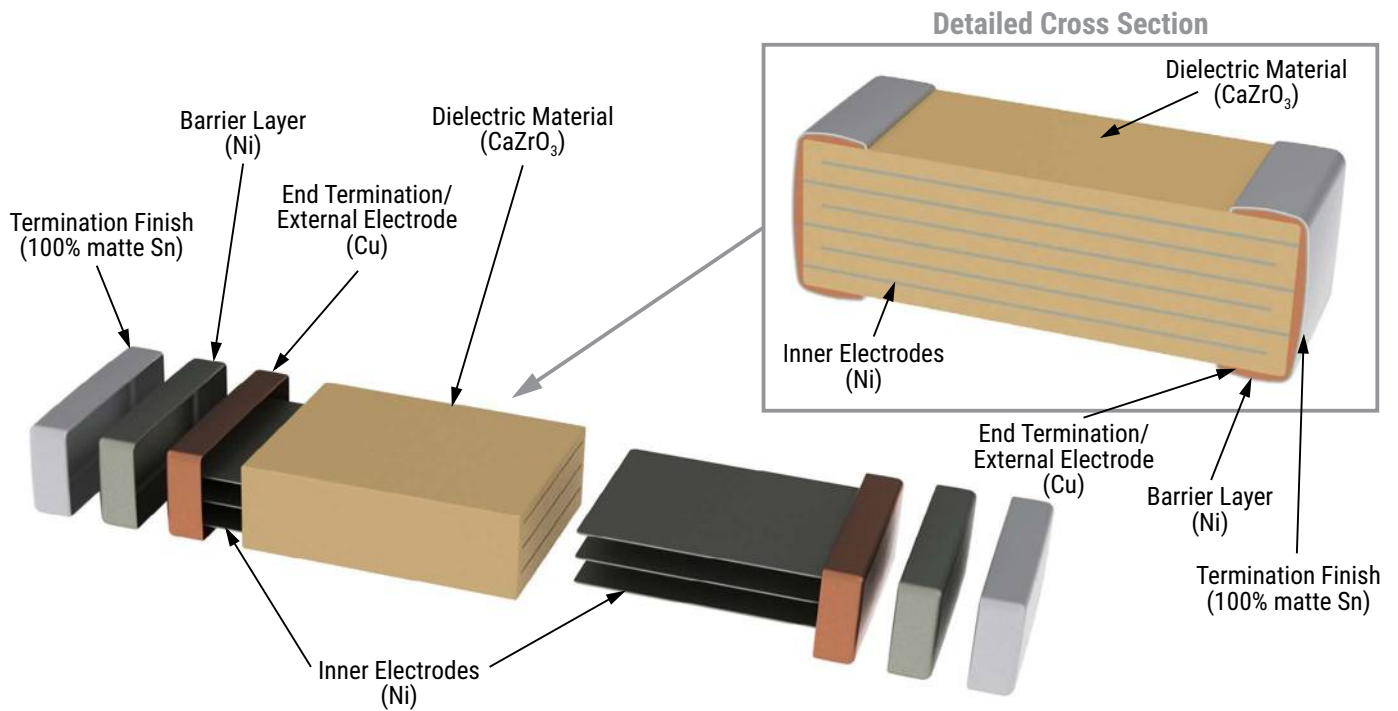 Detailed Cross Section
Dielectric Material
(CaZrO₃)
Inner Electrodes
(Ni)
End Termination/
External Electrode
(Cu)
Barrier Layer
(Ni)
Termination Finish
(100% matte Sn)
Dielectric Material
(CaZrO₃)
Barrier Layer
(Ni)
End Termination/
External Electrode
(Cu)
Termination Finish
(100% matte Sn)
Inner Electrodes
(Ni)